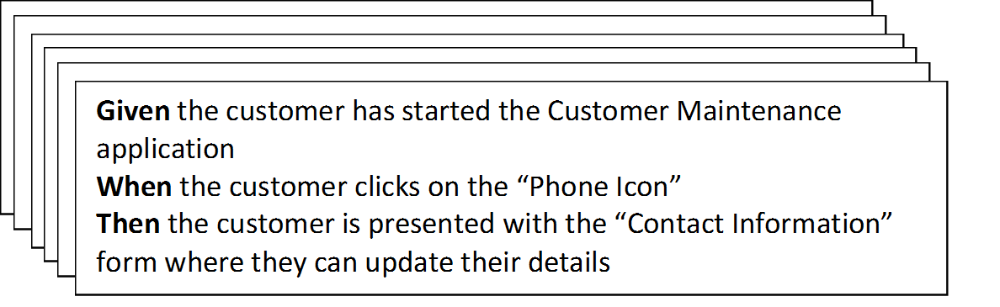 Given the customer has started the Customer Maintenance
application
When the customer clicks on the “Phone Icon”
Then the customer is presented with the “Contact Information”
form where they can update their details